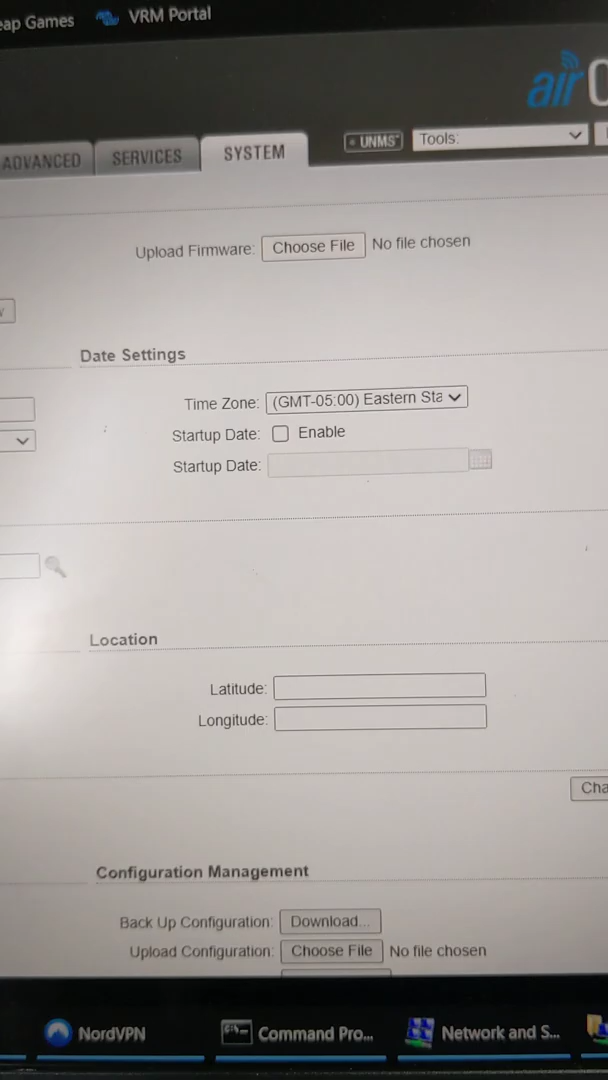 eap Games VRM Portal
air
ADVANCED SERVICES SYSTEM UNMS Tools:
Upload Firmware: Choose File No file chosen
Date Settings
Time Zone: (GMT-05:00) Eastern Sta
Startup Date: Enable
Startup Date:
Location
Latitude:
Longitude:
Cha
Configuration Management
Back Up Configuration: Download...
Upload Configuration: Choose File No file chosen
NordVPN Command Pro... Network and S...